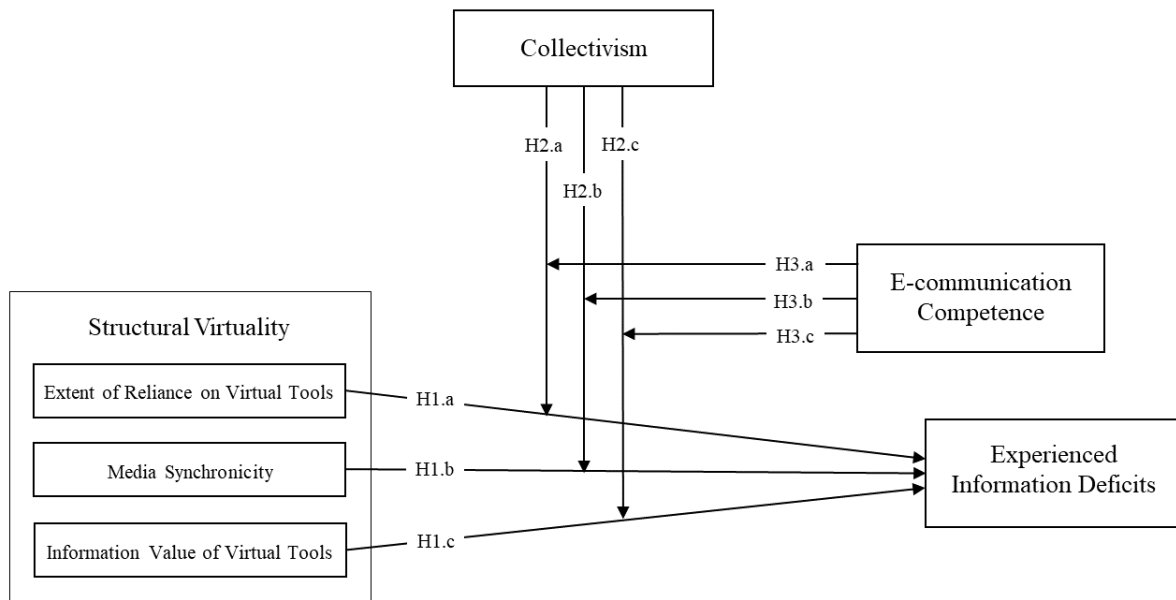 Collectivism
H2.a
H2.c
H2.b
H3.a
H3.b
H3.c
E-communication
Competence
Structural Virtuality
Extent of Reliance on Virtual Tools
H1.a
Media Synchronicity
H1.b
Information Value of Virtual Tools
H1.c
Experienced
Information Deficits